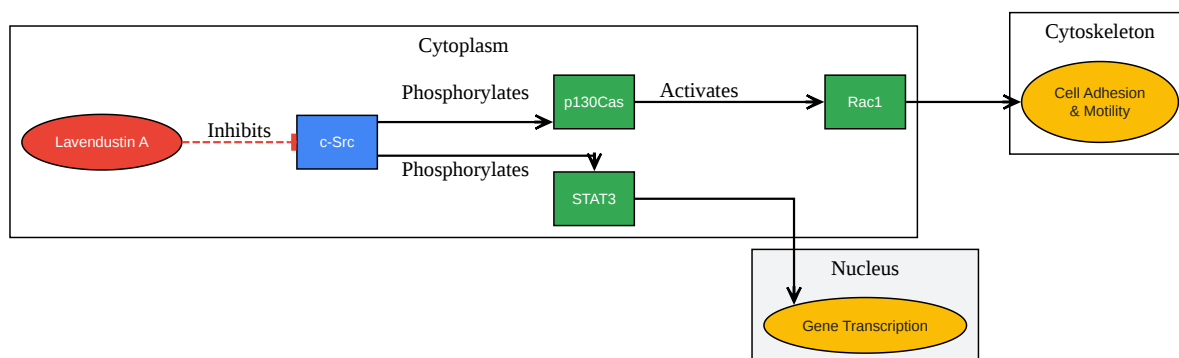 Cytoplasm
Cytoskeleton
Phosphorylates
p130Cas
Activates
Rac1
Cell Adhesion
& Motility
Lavendustin A
Inhibits
c-Src
Phosphorylates
STAT3
Nucleus
Gene Transcription